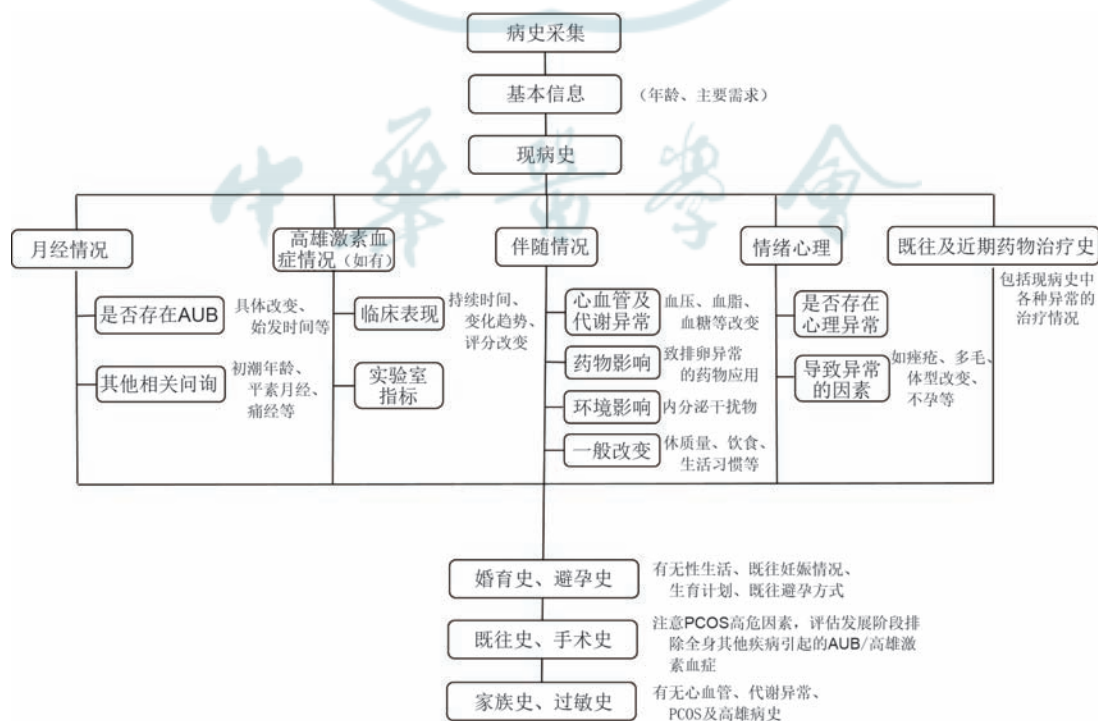 病史采集
基本信息
（年龄、主要需求）
现病史
中華醫學會
月经情况
高雄激素血
症情况（如有）
伴随情况
情绪心理
既往及近期药物治疗史
包括现病史中
各种异常的
治疗情况
是否存在AUB
具体改变、
始发时间等
其他相关问询
初潮年龄、
平素月经、
痛经等
临床表现
持续时间、
变化趋势、
评分改变
实验室
指标
心血管及
代谢异常
血压、血脂、
血糖等改变
药物影响
致排卵异常
的药物应用
环境影响
内分泌干扰物
一般改变
体质量、饮食、
生活习惯等
是否存在
心理异常
导致异常
的因素
如痤疮、多毛、
体型改变、
不孕等
婚育史、避孕史
有无性生活、既往妊娠情况、
生育计划、既往避孕方式
既往史、手术史
注意PCOS高危因素，评估发展阶段排
除全身其他疾病引起的AUB/高雄激
素血症
家族史、过敏史
有无心血管、代谢异常、
PCOS及高雄病史